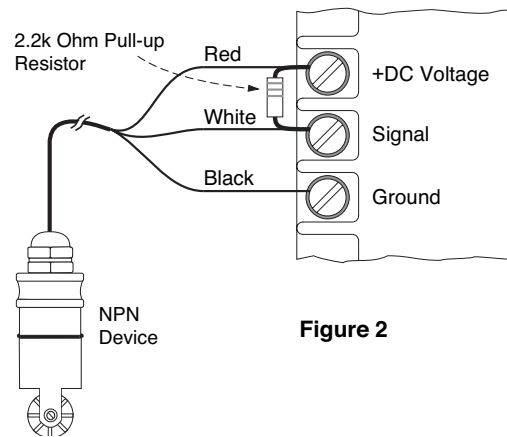 2.2k Ohm Pull-up
Resistor
Red
+DC Voltage
White
Signal
Black
Ground
NPN
Device
Figure 2